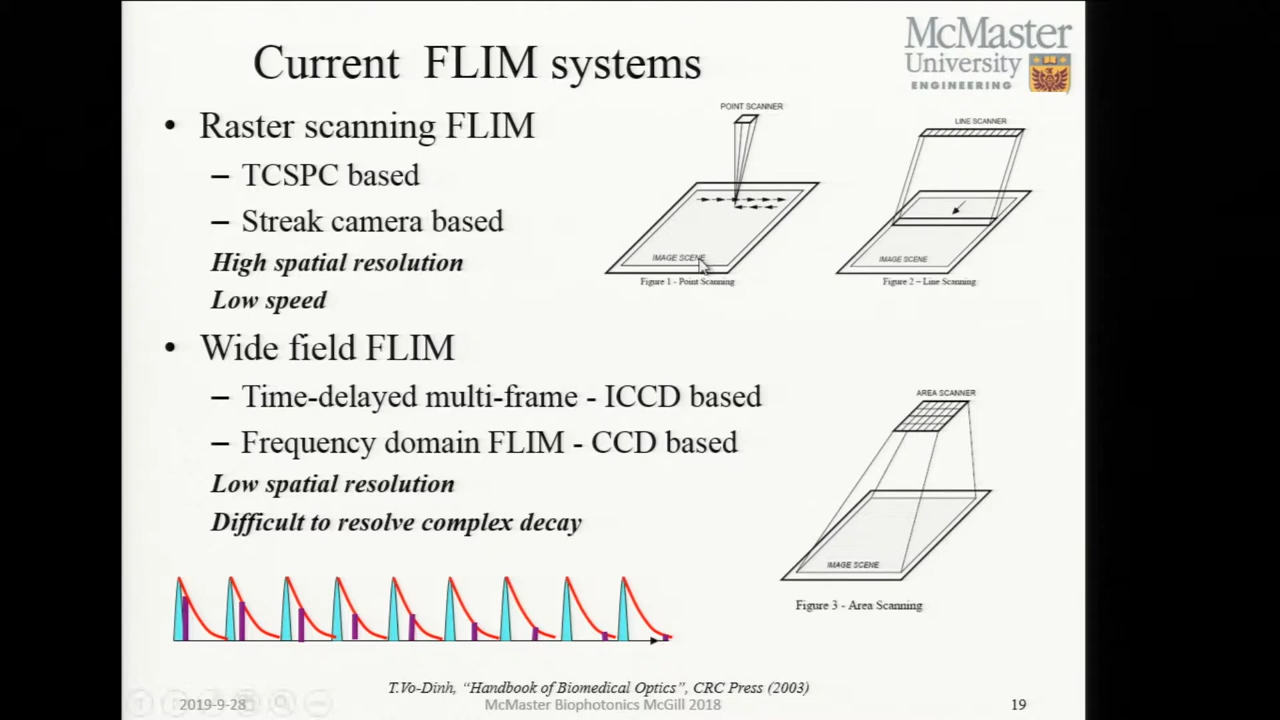 Current FLIM systems
McMaster
University
ENGINEERING
• Raster scanning FLIM
– TCSPC based
– Streak camera based
High spatial resolution
Low speed
POINT SCANNER
IMAGE SCENE
Figure 1 - Point Scanning
LINE SCANNER
IMAGE SCENE
Figure 2 – Line Scanning
• Wide field FLIM
– Time-delayed multi-frame - ICCD based
– Frequency domain FLIM - CCD based
Low spatial resolution
Difficult to resolve complex decay
AREA SCANNER
IMAGE SCENE
Figure 3 - Area Scanning
T.Vo-Dinh, “Handbook of Biomedical Optics”, CRC Press (2003)
2019-9-28
McMaster Biophotonics McGill 2018
19